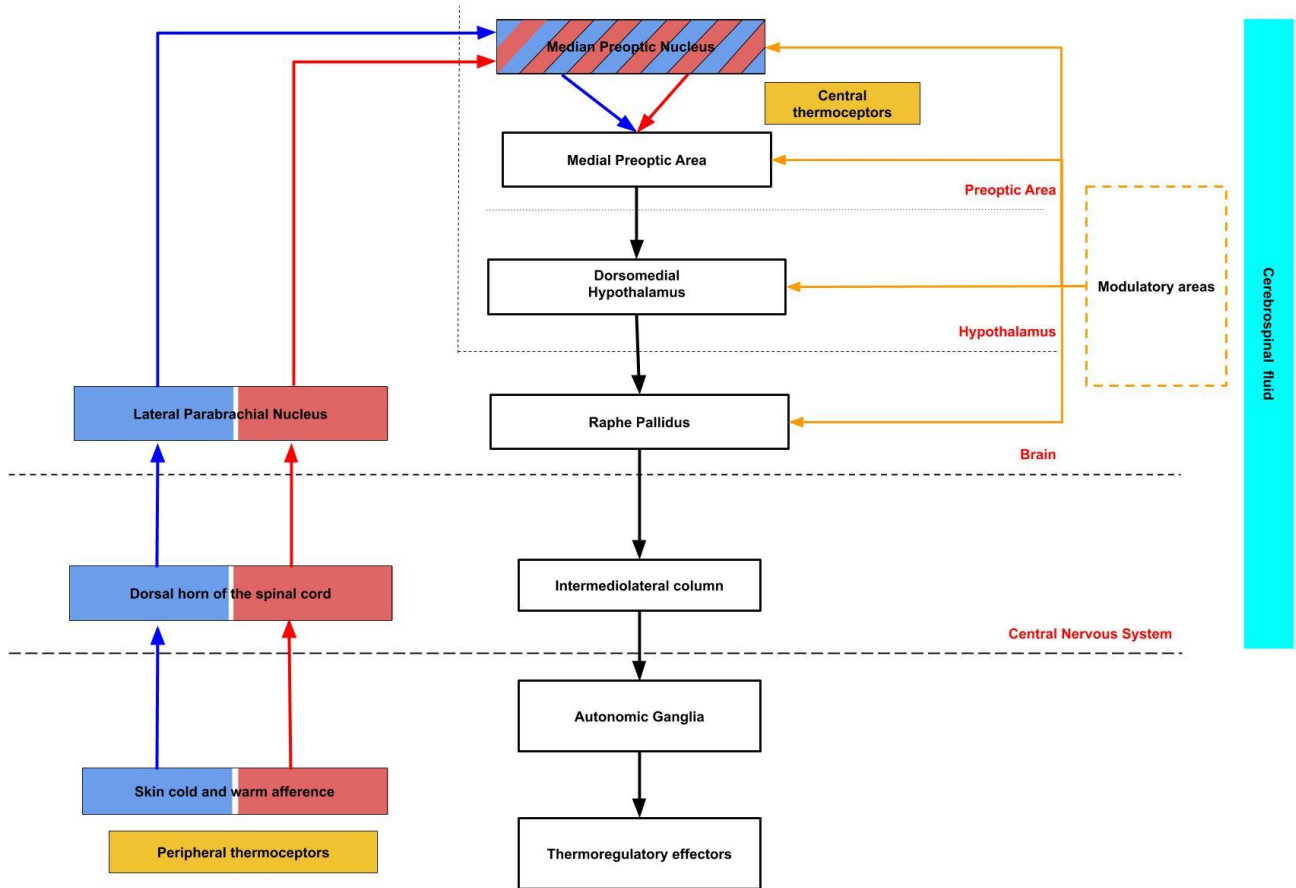 Median Preoptic Nucleus
Central
thermoceptors
Medial Preoptic Area
Preoptic Area
Dorsomedial
Hypothalamus
Modulatory areas
Hypothalamus
Cerebrospinal fluid
Lateral Parabrachial Nucleus
Raphe Pallidus
Brain
Dorsal horn of the spinal cord
Intermediolateral column
Central Nervous System
Autonomic Ganglia
Skin cold and warm afference
Peripheral thermoceptors
Thermoregulatory effectors